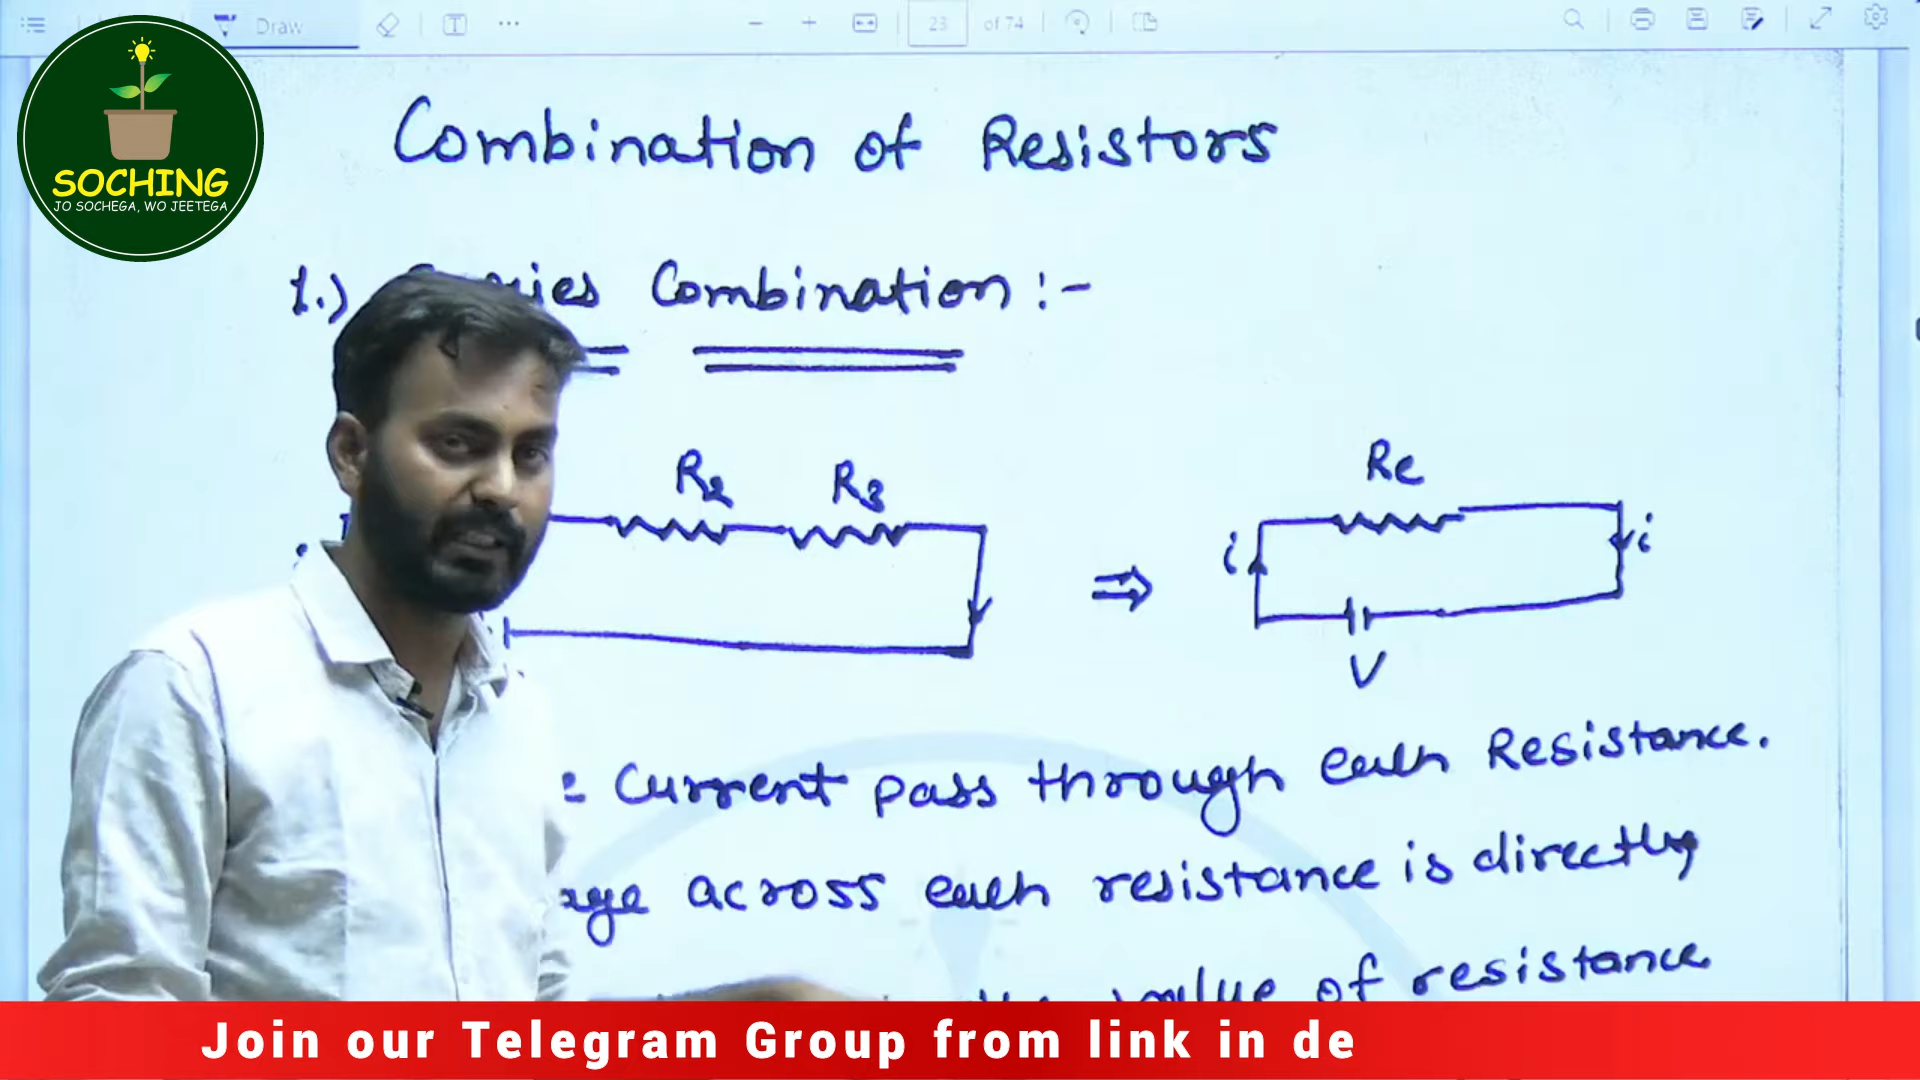 Draw
23 of 74
SOCHING
JO SOCHEGA, WO JEETEGA
Combination of Resistors
1.) Combination :-
R2 R3
Re
i i
⇒
V
Current pass through each Resistance.
across each resistance is directly
value of resistance
Join our Telegram Group from link in de